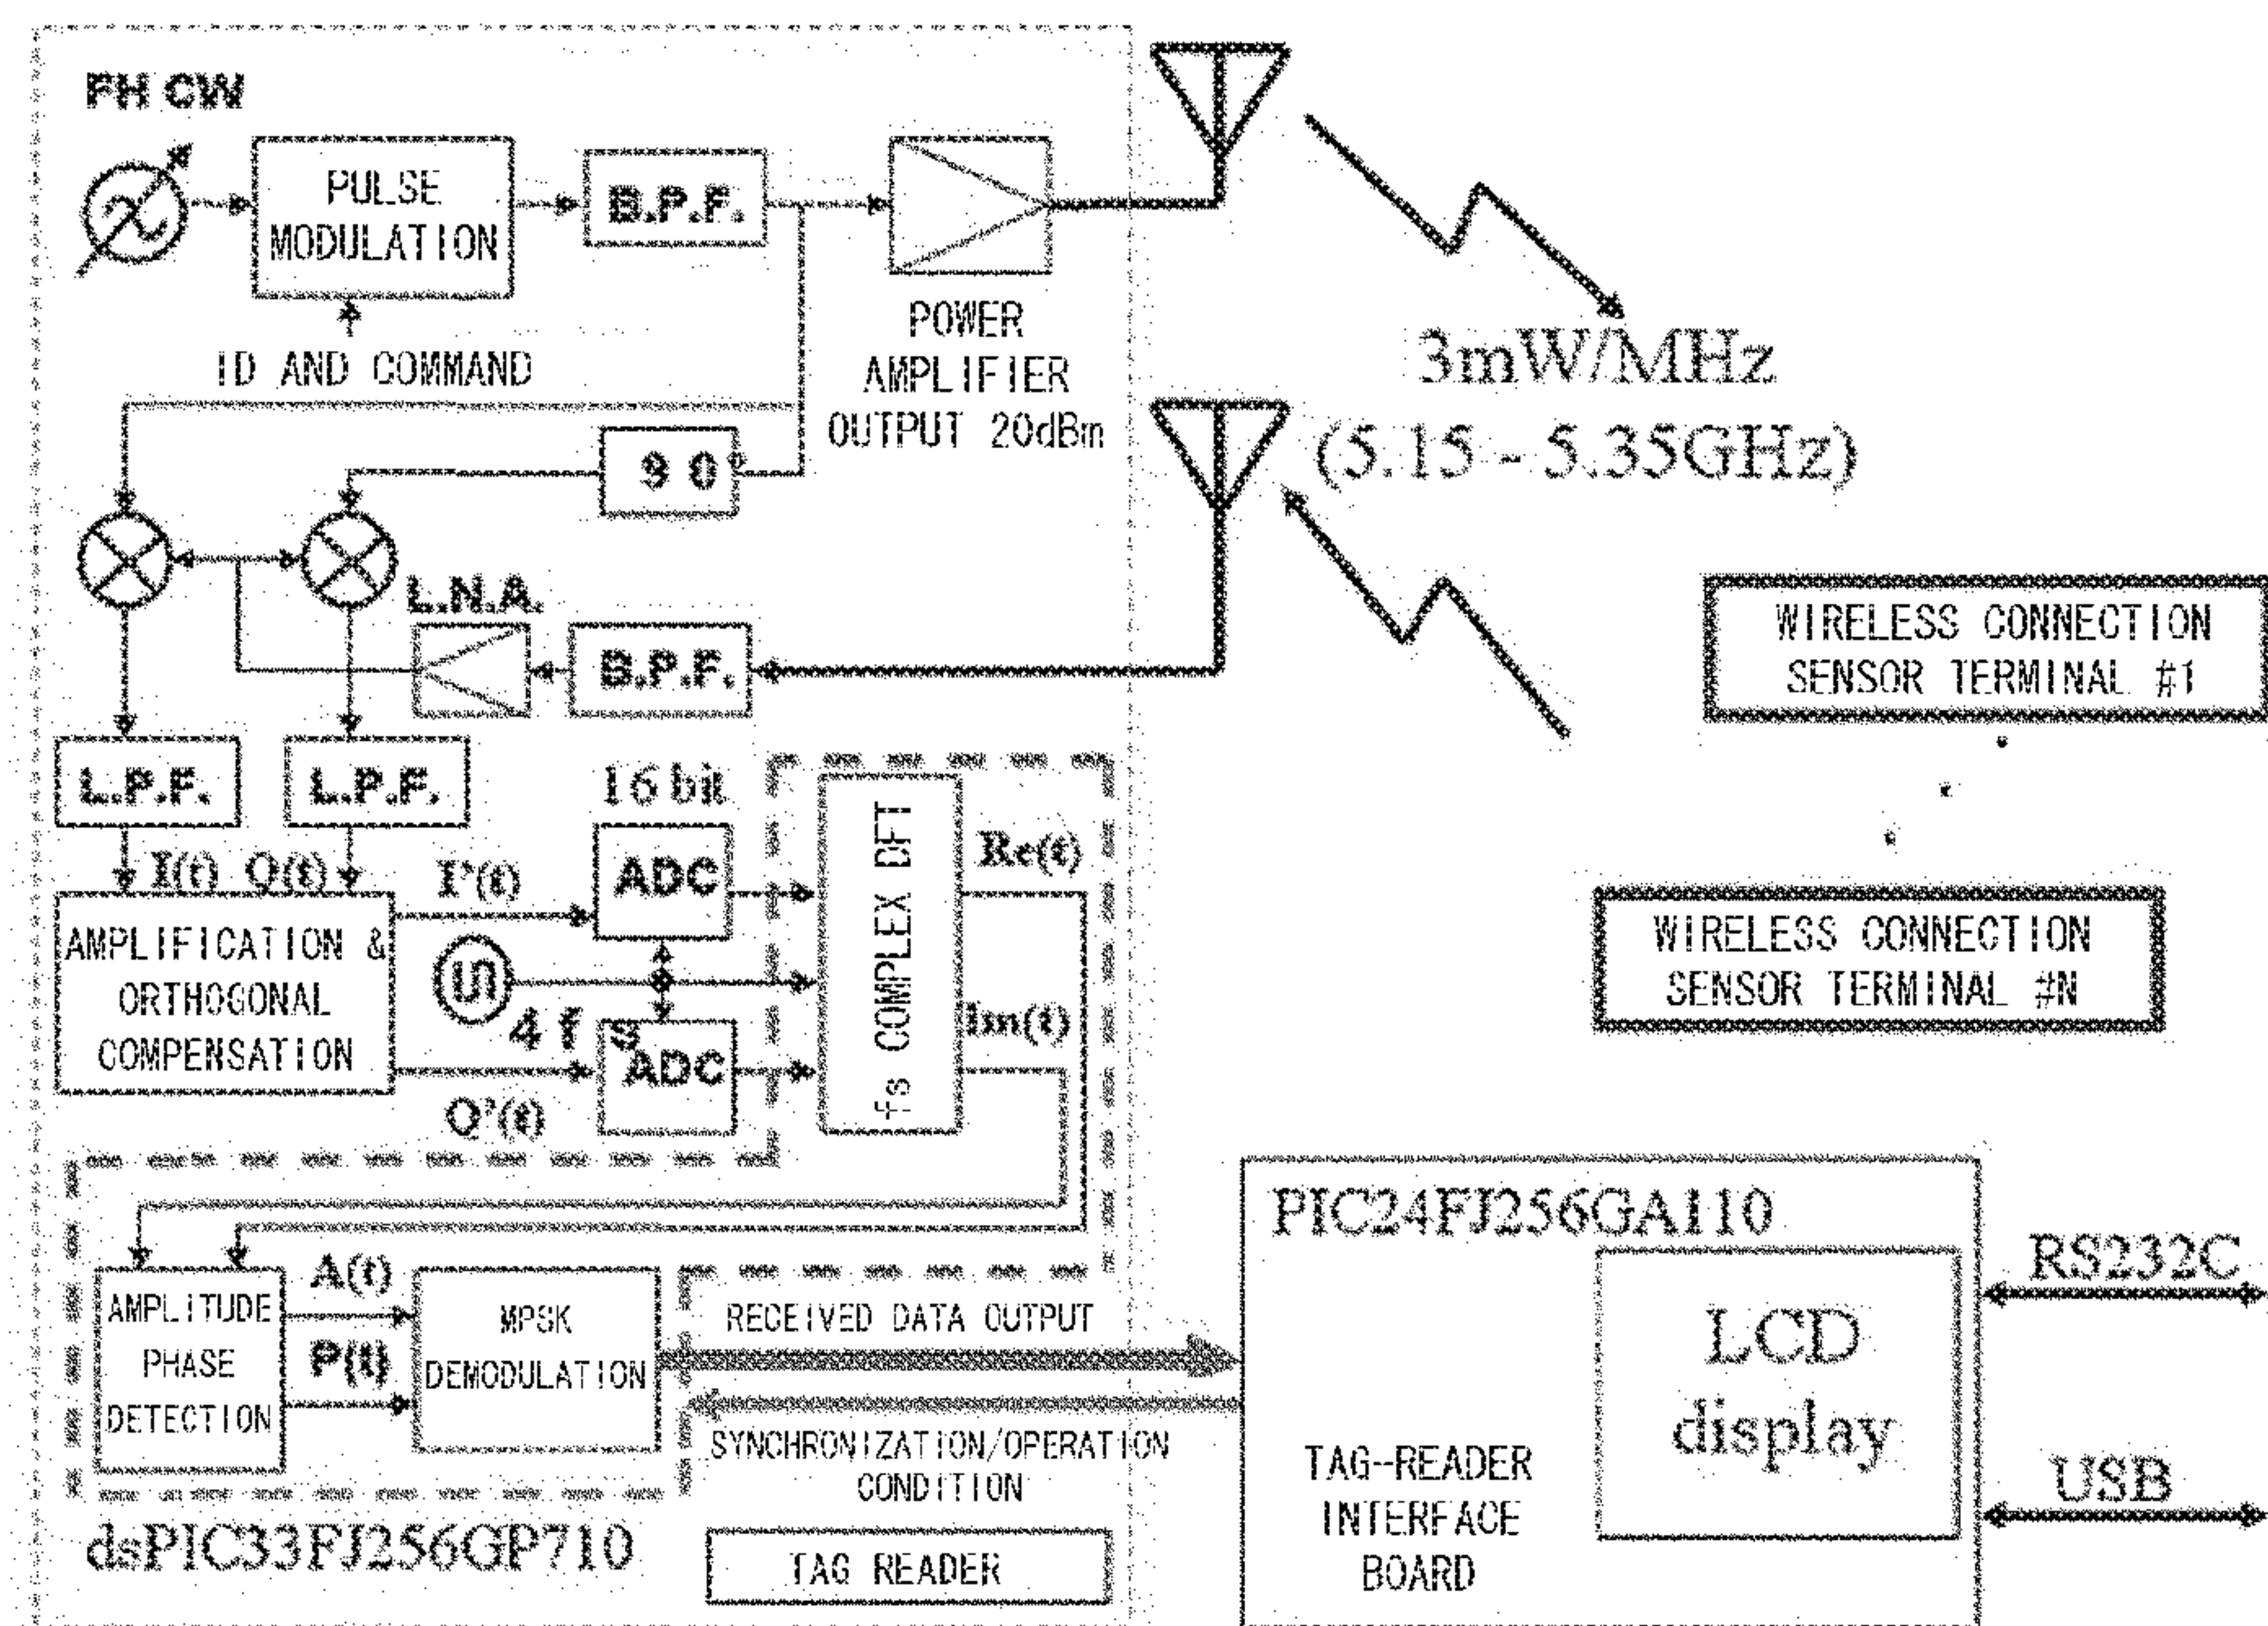 FH CW
PULSE
MODULATION
B.P.F.
POWER
AMPLIFIER
OUTPUT 20dBm
ID AND COMMAND
3mW/MHz
(5.15 - 5.35GHz)
90°
L.N.A.
B.P.F.
WIRELESS CONNECTION
SENSOR TERMINAL #1
WIRELESS CONNECTION
SENSOR TERMINAL #N
L.P.F.
L.P.F.
16 bit
I(t) Q(t)
AMPLIFICATION &
ORTHOGONAL
COMPENSATION
I'(t)
ADC
4fs
ADC
Q'(t)
fs COMPLEX DFT
Re(t)
Im(t)
AMPLITUDE
PHASE
DETECTION
A(t)
P(t)
MPSK
DEMODULATION
RECEIVED DATA OUTPUT
SYNCHRONIZATION/OPERATION
CONDITION
dsPIC33FJ256GP710
TAG READER
PIC24FJ256GA110
LCD
display
TAG-READER
INTERFACE
BOARD
RS232C
USB